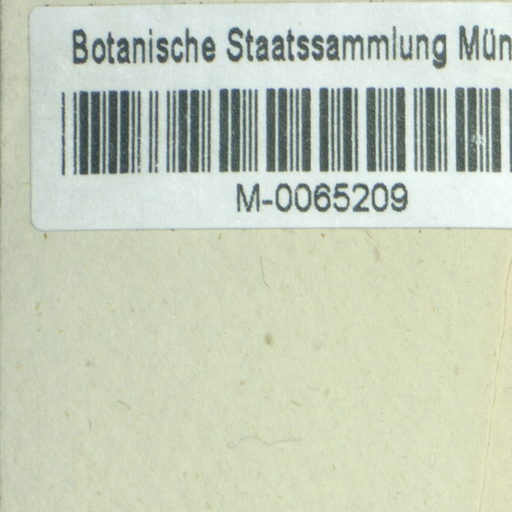 Botanische Staatssammlung Mün
M-0065209